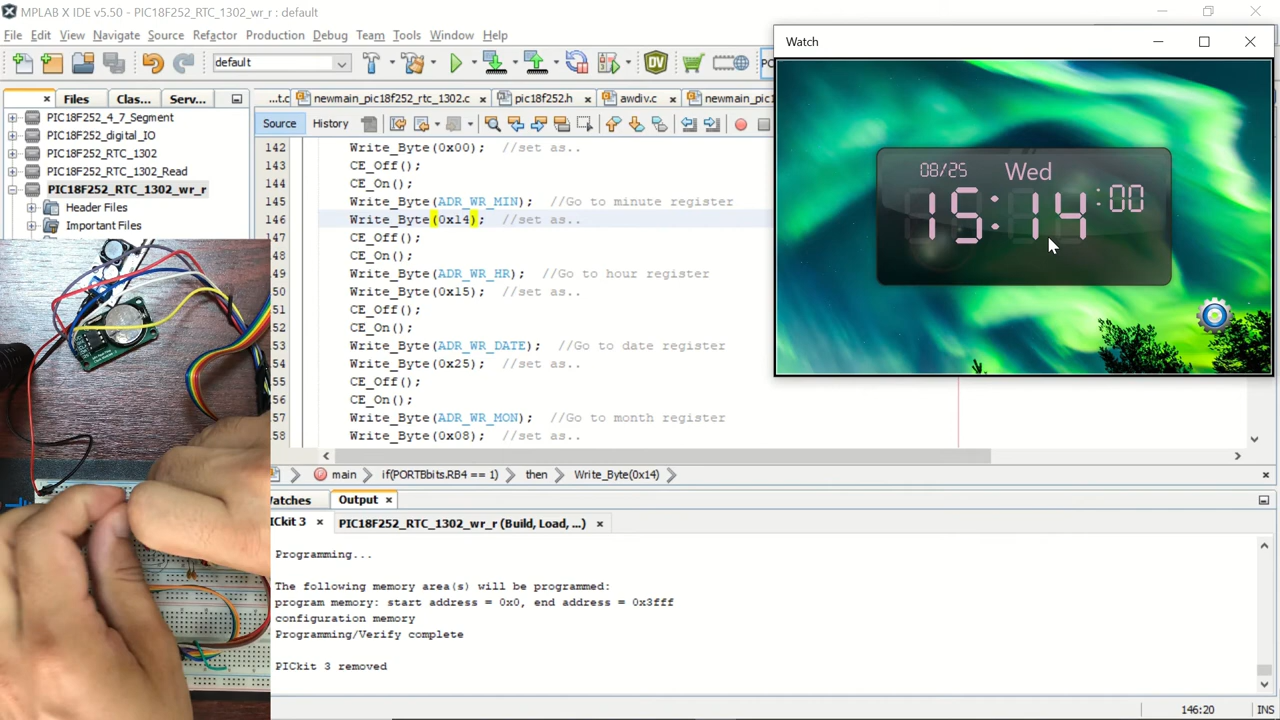 MPLAB X IDE v5.50 - PIC18F252_RTC_1302_wr_r : default
File Edit View Navigate Source Refactor Production Debug Team Tools Window Help
default
PC
Watch
08/25 Wed
15:14:00
Files Clas... Serv...
...t.c newmain_pic18f252_rtc_1302.c pic18f252.h awdiv.c newmain_pic1
Source History
PIC18F252_4_7_Segment
PIC18F252_digital_IO
PIC18F252_RTC_1302
PIC18F252_RTC_1302_Read
PIC18F252_RTC_1302_wr_r
Header Files
Important Files
142 Write_Byte(0x00); //set as..
143 CE_Off();
144 CE_On();
145 Write_Byte(ADR_WR_MIN); //Go to minute register
146 Write_Byte(0x14); //set as..
147 CE_Off();
48 CE_On();
49 Write_Byte(ADR_WR_HR); //Go to hour register
50 Write_Byte(0x15); //set as..
51 CE_Off();
52 CE_On();
53 Write_Byte(ADR_WR_DATE); //Go to date register
54 Write_Byte(0x25); //set as..
55 CE_Off();
56 CE_On();
57 Write_Byte(ADR_WR_MON); //Go to month register
58 Write_Byte(0x08); //set as..
main if(PORTBbits.RB4 == 1) then Write_Byte(0x14)
atches Output
ICkit 3 PIC18F252_RTC_1302_wr_r (Build, Load, ...)
Programming...
The following memory area(s) will be programmed:
program memory: start address = 0x0, end address = 0x3fff
configuration memory
Programming/Verify complete
PICkit 3 removed
146:20 INS